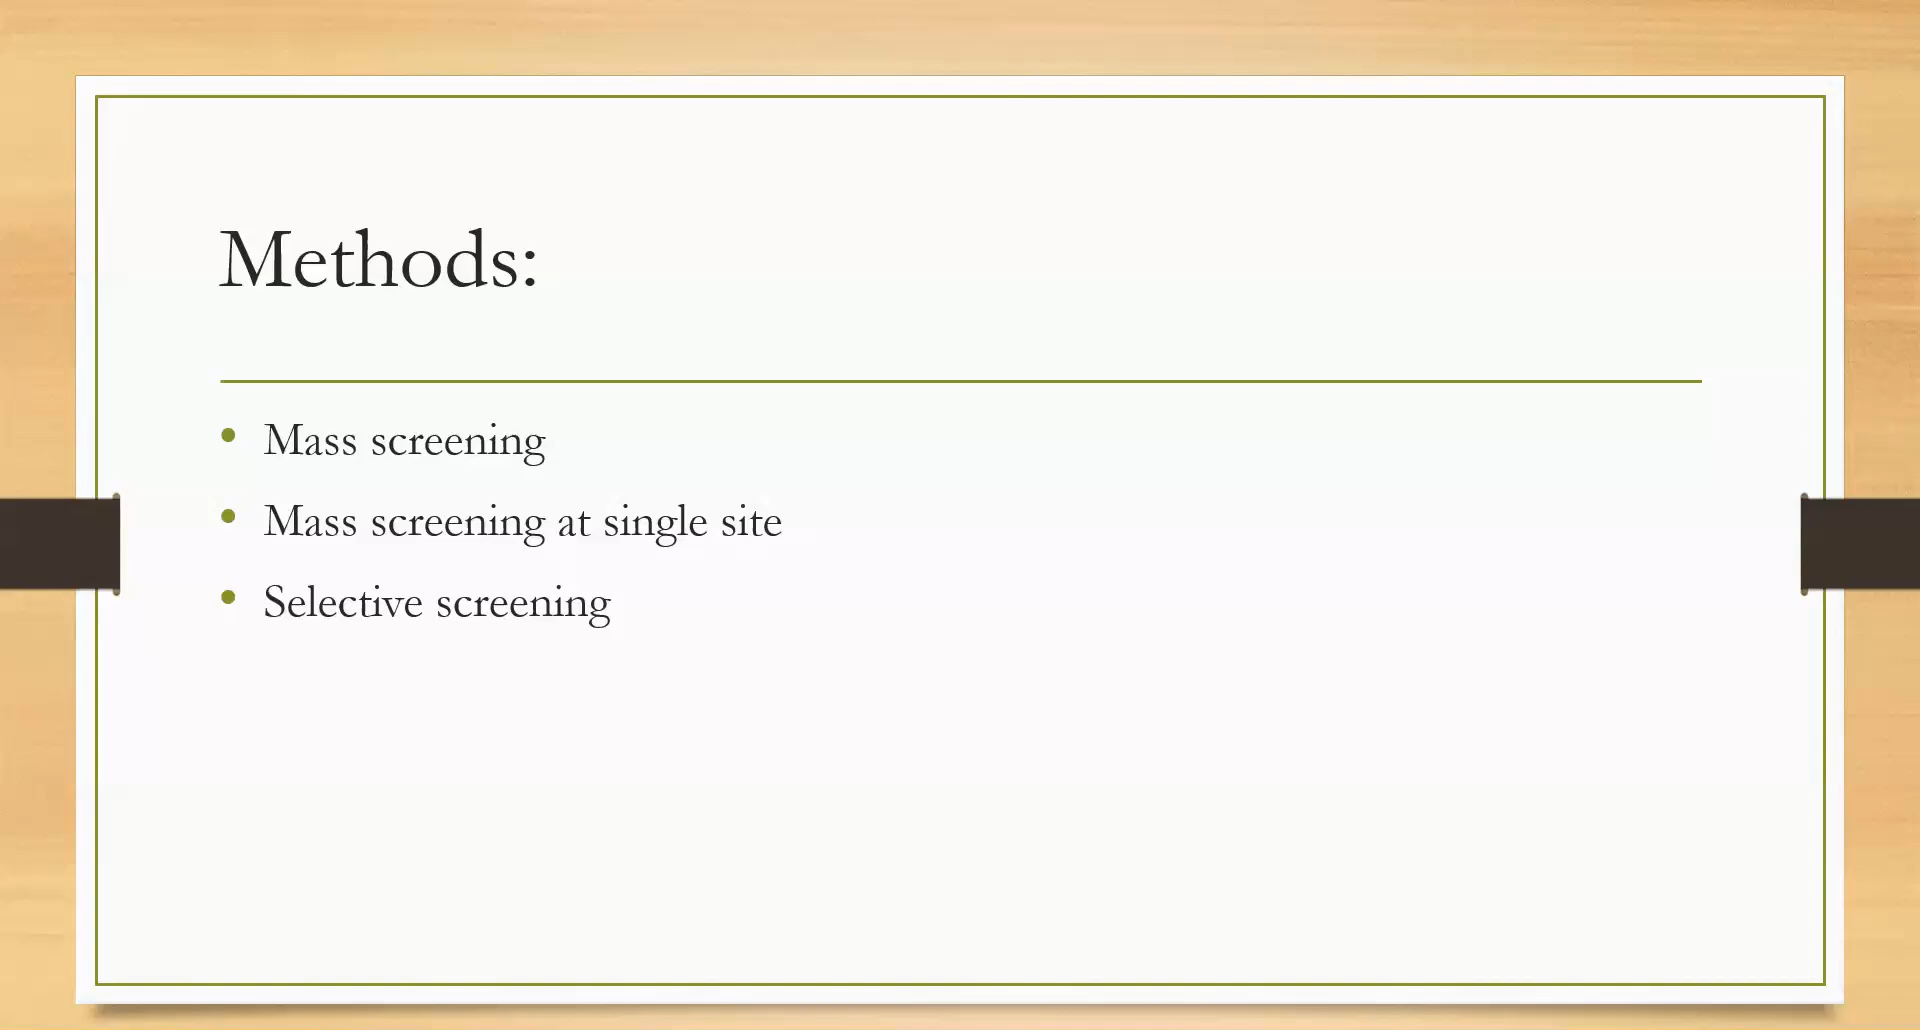 Methods:
• Mass screening
• Mass screening at single site
• Selective screening